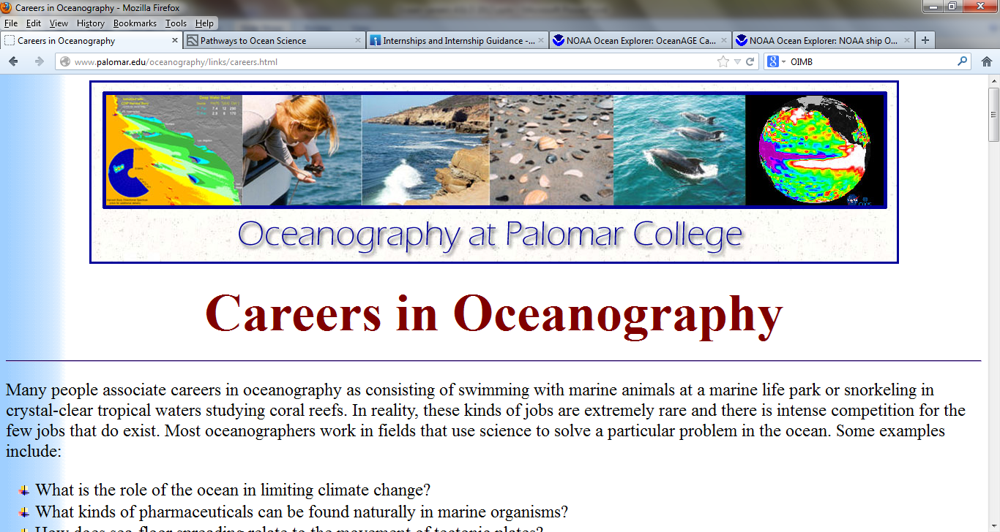 Careers in Oceanography - Mozilla Firefox
File Edit View History Bookmarks Tools Help
Careers in Oceanography
Pathways to Ocean Science
Internships and Internship Guidance -...
NOAA Ocean Explorer: OceanAGE Ca...
NOAA Ocean Explorer: NOAA ship O...
www.palomar.edu/oceanography/links/careers.html
OIMB
Oceanography at Palomar College
Careers in Oceanography
Many people associate careers in oceanography as consisting of swimming with marine animals at a marine life park or snorkeling in
crystal-clear tropical waters studying coral reefs. In reality, these kinds of jobs are extremely rare and there is intense competition for the
few jobs that do exist. Most oceanographers work in fields that use science to solve a particular problem in the ocean. Some examples
include:
What is the role of the ocean in limiting climate change?
What kinds of pharmaceuticals can be found naturally in marine organisms?
How does sea floor spreading relate to the movement of tectonic plates?